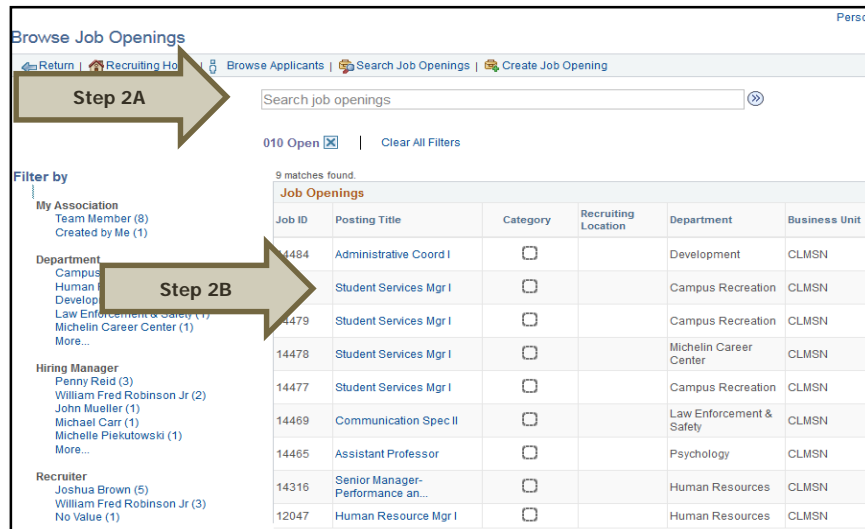 Perso
Browse Job Openings
Return | Recruiting Ho | Browse Applicants | Search Job Openings | Create Job Opening
Step 2A
Search job openings
010 Open | Clear All Filters
Filter by
9 matches found.
Job Openings
My Association
Team Member (8)
Created by Me (1)
Job ID Posting Title Category Recruiting Location Department Business Unit
14484 Administrative Coord I Development CLMSN
Department
Campus
Human
Develop
Law Enforcement & Safety (1)
Michelin Career Center (1)
More...
Step 2B
Student Services Mgr I Campus Recreation CLMSN
14479 Student Services Mgr I Campus Recreation CLMSN
14478 Student Services Mgr I Michelin Career Center CLMSN
Hiring Manager
Penny Reid (3)
William Fred Robinson Jr (2)
John Mueller (1)
Michael Carr (1)
Michelle Piekutowski (1)
More...
14477 Student Services Mgr I Campus Recreation CLMSN
14469 Communication Spec II Law Enforcement & Safety CLMSN
14465 Assistant Professor Psychology CLMSN
Recruiter
Joshua Brown (5)
William Fred Robinson Jr (3)
No Value (1)
14316 Senior Manager- Performance an... Human Resources CLMSN
12047 Human Resource Mgr I Human Resources CLMSN